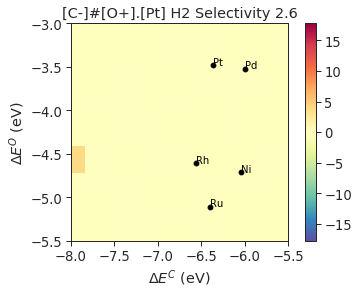 [C-]#[O+].[Pt] H2 Selectivity 2.6
−3.0
−3.5
−4.0
−4.5
−5.0
−5.5
ΔE^O (eV)
Pt
Pd
Rh
Ni
Ru
−8.0 −7.5 −7.0 −6.5 −6.0 −5.5
ΔE^C (eV)
15
10
5
0
−5
−10
−15